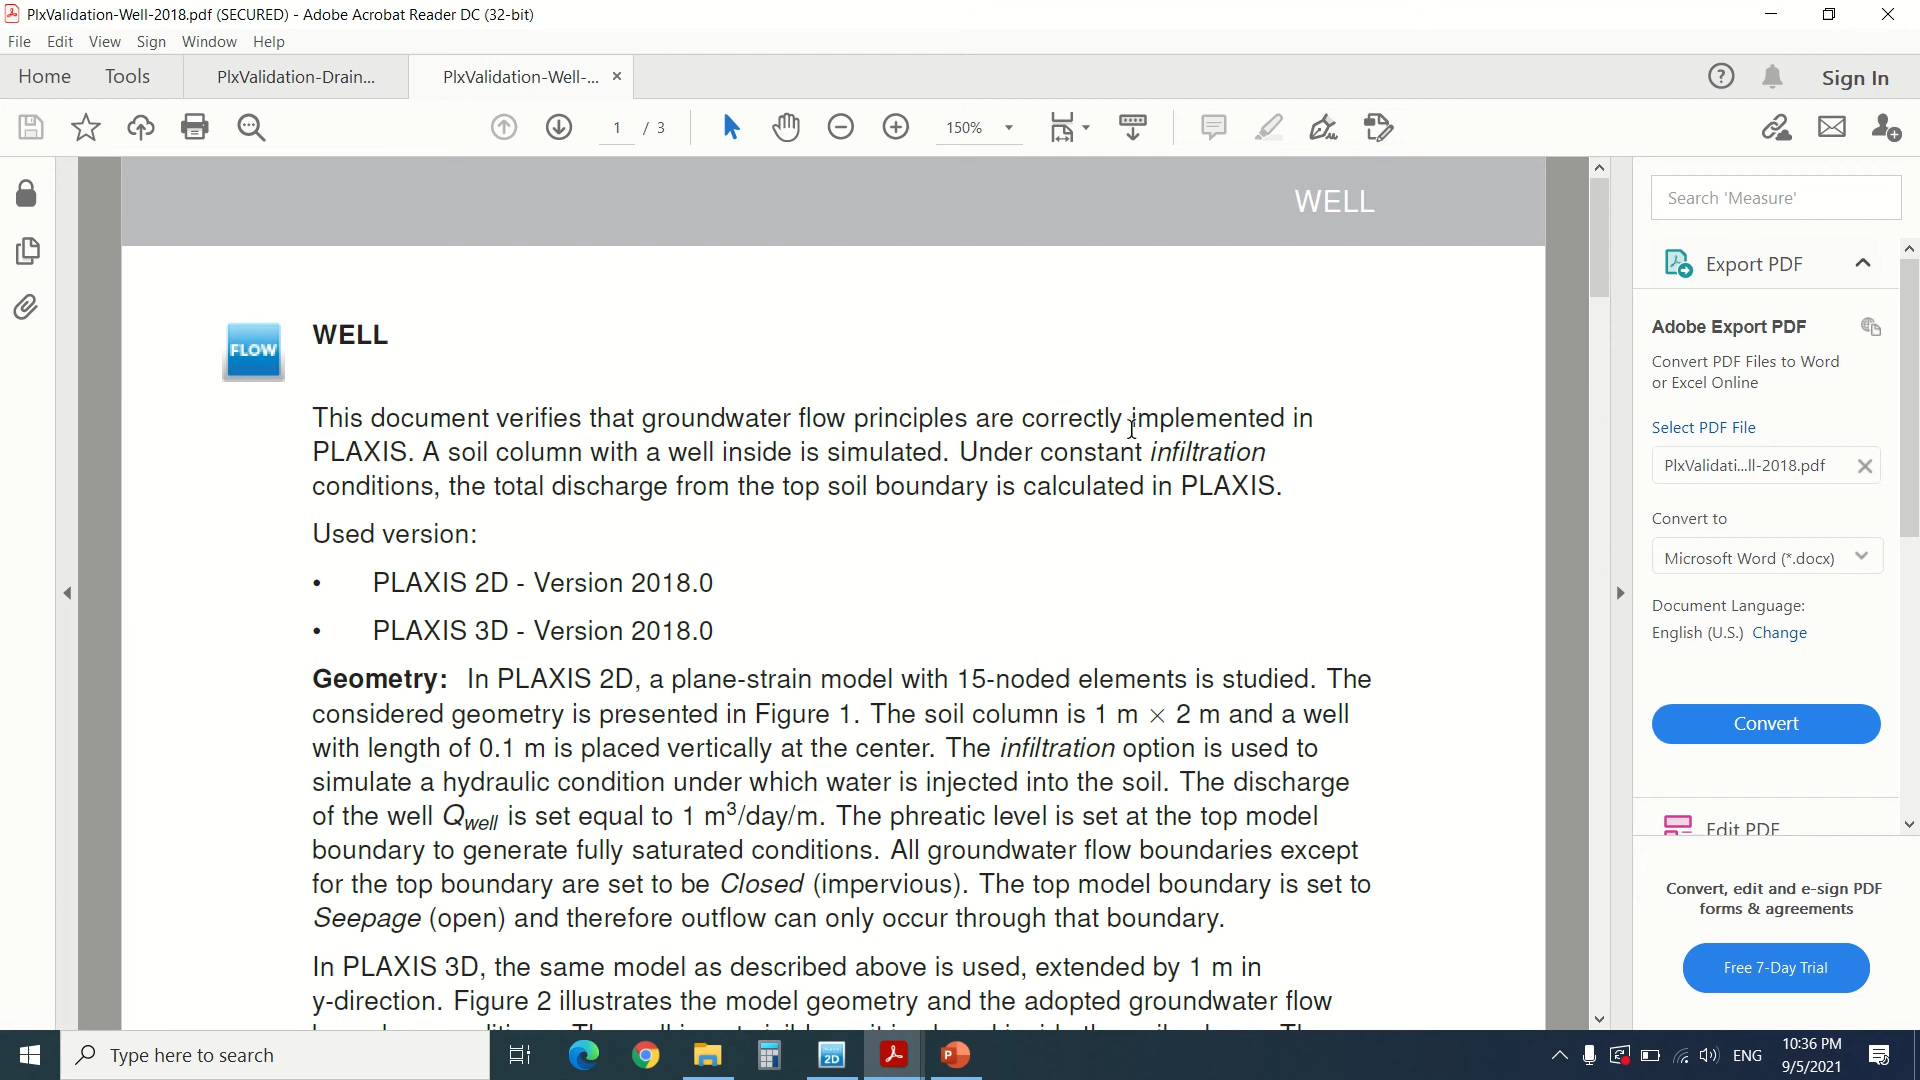 PlxValidation-Well-2018.pdf (SECURED) - Adobe Acrobat Reader DC (32-bit)
File Edit View Sign Window Help
Home Tools PlxValidation-Drain... PlxValidation-Well-... × Sign In
1 / 3 150%
WELL
FLOW
WELL
This document verifies that groundwater flow principles are correctly implemented in
PLAXIS. A soil column with a well inside is simulated. Under constant infiltration
conditions, the total discharge from the top soil boundary is calculated in PLAXIS.
Used version:
• PLAXIS 2D - Version 2018.0
• PLAXIS 3D - Version 2018.0
Geometry: In PLAXIS 2D, a plane-strain model with 15-noded elements is studied. The
considered geometry is presented in Figure 1. The soil column is 1 m × 2 m and a well
with length of 0.1 m is placed vertically at the center. The infiltration option is used to
simulate a hydraulic condition under which water is injected into the soil. The discharge
of the well Qwell is set equal to 1 m³/day/m. The phreatic level is set at the top model
boundary to generate fully saturated conditions. All groundwater flow boundaries except
for the top boundary are set to be Closed (impervious). The top model boundary is set to
Seepage (open) and therefore outflow can only occur through that boundary.
In PLAXIS 3D, the same model as described above is used, extended by 1 m in
y-direction. Figure 2 illustrates the model geometry and the adopted groundwater flow
Search 'Measure'
Export PDF
Adobe Export PDF
Convert PDF Files to Word
or Excel Online
Select PDF File
PlxValidati...ll-2018.pdf
Convert to
Microsoft Word (*.docx)
Document Language:
English (U.S.) Change
Convert
Edit PDF
Convert, edit and e-sign PDF
forms & agreements
Free 7-Day Trial
Type here to search
2D
ENG
10:36 PM
9/5/2021